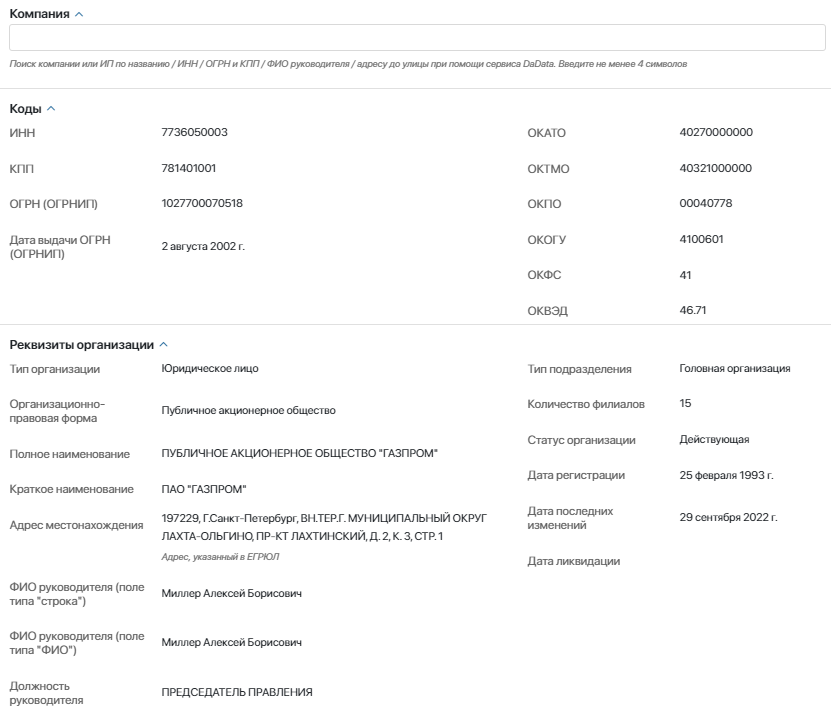 Компания
Поиск компании или ИП по названию / ИНН / ОГРН и КПП / ФИО руководителя / адресу до улицы при помощи сервиса DaData. Введите не менее 4 символов
Коды
ИНН 7736050003
КПП 781401001
ОГРН (ОГРНИП) 1027700070518
Дата выдачи ОГРН
(ОГРНИП) 2 августа 2002 г.
ОКАТО 40270000000
ОКТМО 40321000000
ОКПО 00040778
ОКОГУ 4100601
ОКФС 41
ОКВЭД 46.71
Реквизиты организации
Тип организации Юридическое лицо
Организационно-
правовая форма Публичное акционерное общество
Полное наименование ПУБЛИЧНОЕ АКЦИОНЕРНОЕ ОБЩЕСТВО "ГАЗПРОМ"
Краткое наименование ПАО "ГАЗПРОМ"
Адрес местонахождения 197229, Г.Санкт-Петербург, ВН.ТЕР.Г. МУНИЦИПАЛЬНЫЙ ОКРУГ
ЛАХТА-ОЛЬГИНО, ПР-КТ ЛАХТИНСКИЙ, Д. 2, К. 3, СТР. 1
Адрес, указанный в ЕГРЮЛ
ФИО руководителя (поле
типа "строка") Миллер Алексей Борисович
ФИО руководителя (поле
типа "ФИО") Миллер Алексей Борисович
Должность
руководителя ПРЕДСЕДАТЕЛЬ ПРАВЛЕНИЯ
Тип подразделения Головная организация
Количество филиалов 15
Статус организации Действующая
Дата регистрации 25 февраля 1993 г.
Дата последних
изменений 29 сентября 2022 г.
Дата ликвидации